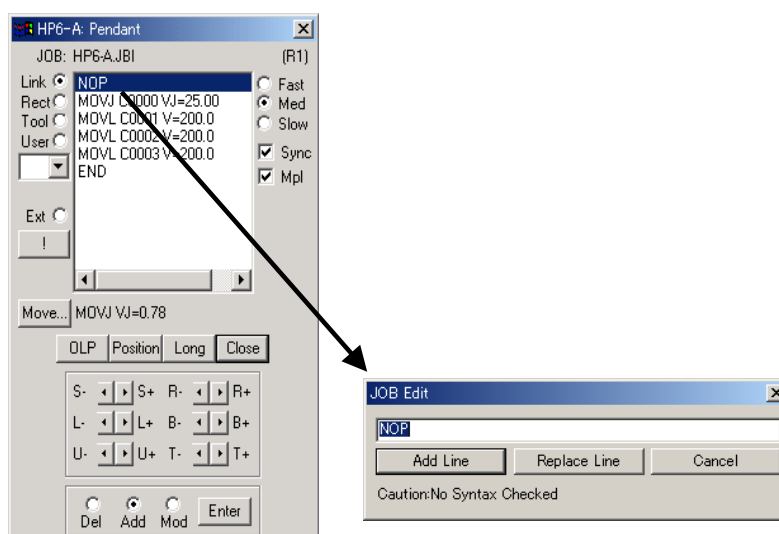 HP6-A: Pendant
JOB: HP6-A.JBI (R1)
Link
Rect
Tool
User
Ext
!
NOP
MOVJ C0000 VJ=25.00
MOVL C0001 V=200.0
MOVL C0002 V=200.0
MOVL C0003 V=200.0
END
Fast
Med
Slow
Sync
Mpl
Move... MOVJ VJ=0.78
OLP Position Long Close
S- S+ R- R+
L- L+ B- B+
U- U+ T- T+
Del Add Mod Enter
JOB Edit
NOP
Add Line Replace Line Cancel
Caution:No Syntax Checked